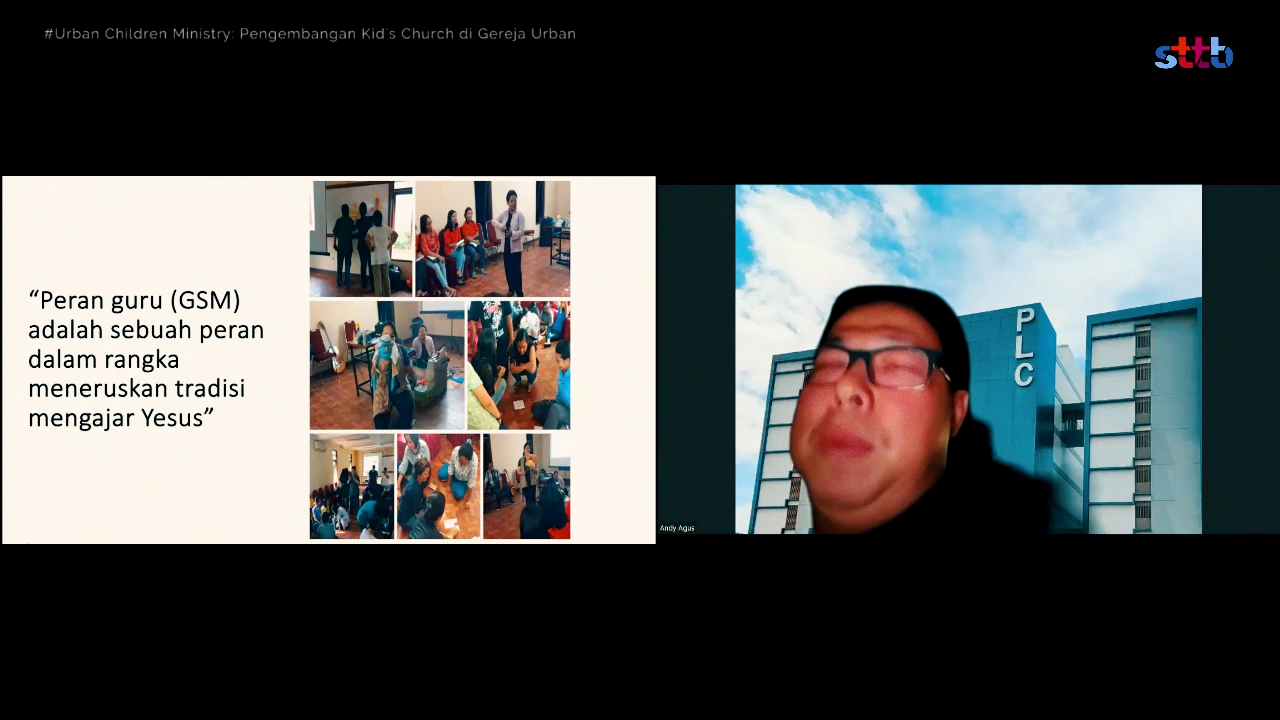 #Urban Children Ministry: Pengembangan Kid's Church di Gereja Urban
sttb
“Peran guru (GSM)
adalah sebuah peran
dalam rangka
meneruskan tradisi
mengajar Yesus”
P
L
C
Andy Agus